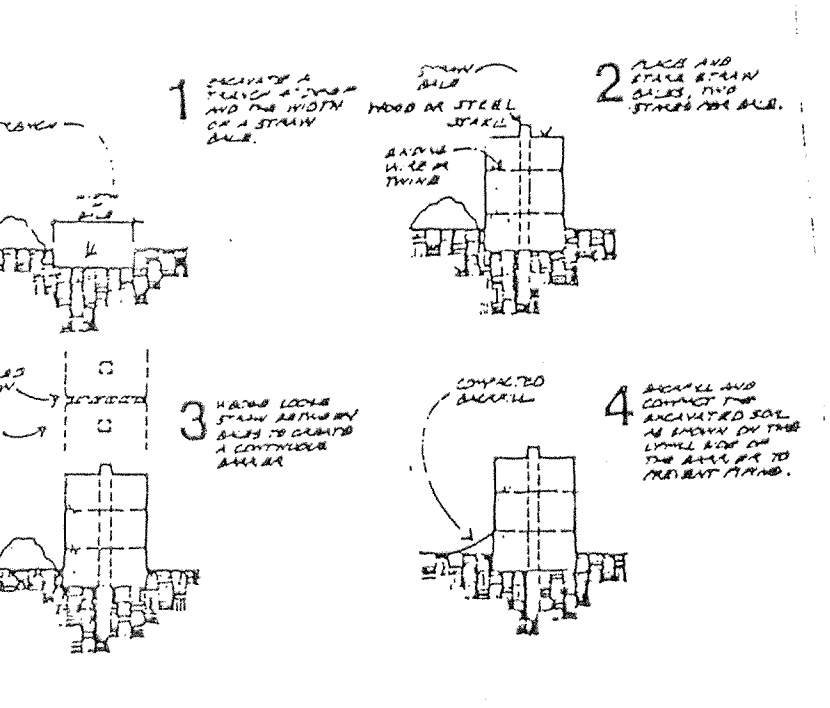 1
EXCAVATE A
TRENCH
AND THE WIDTH
OF A STRAW
BALE.
TRENCH
STRAW
BALE
WOOD OR STEEL
STAKE
BINDING
WIRE OR
TWINE
2
PLACE AND
STAKE STRAW
BALES, TWO
STAKES PER BALE.
3
WEDGE LOOSE
STRAW BETWEEN
BALES TO CREATE
A CONTINUOUS
BARRIER
COMPACTED
BACKFILL
4
BACKFILL AND
COMPACT THE
EXCAVATED SOIL
AS SHOWN ON THE
UPHILL SIDE OF
THE BARRIER TO
PREVENT PIPING.